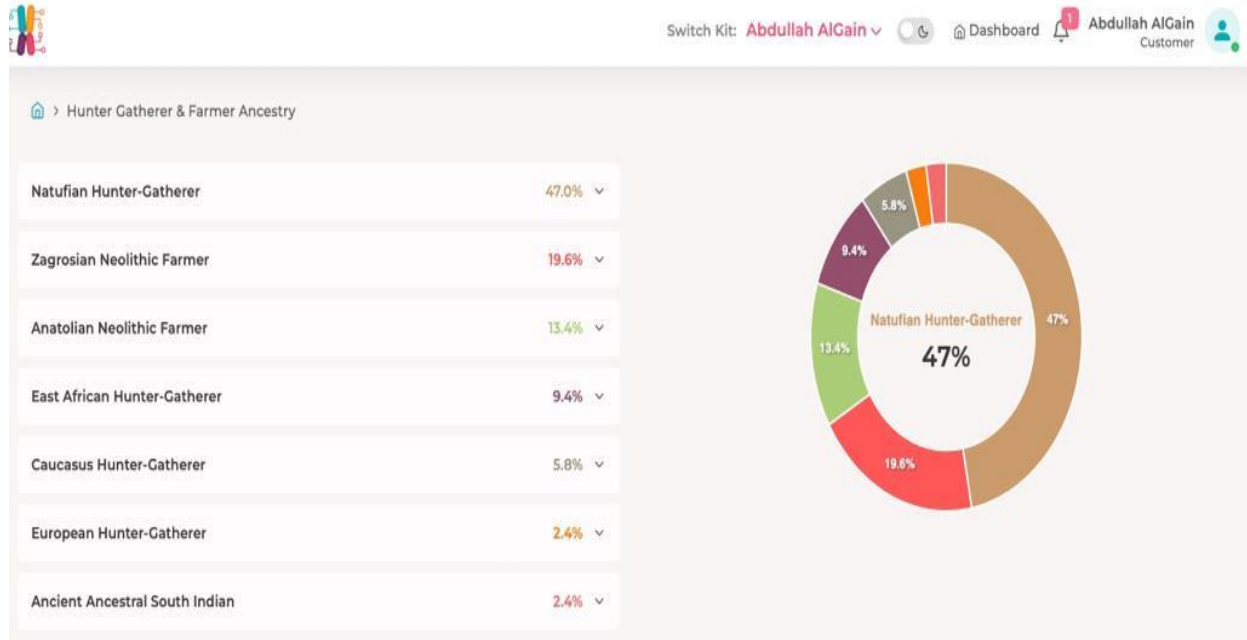 Switch Kit: Abdullah AlGain
Dashboard
1
Abdullah AlGain
Customer
Hunter Gatherer & Farmer Ancestry
Natufian Hunter-Gatherer 47.0%
Zagrosian Neolithic Farmer 19.6%
Anatolian Neolithic Farmer 13.4%
East African Hunter-Gatherer 9.4%
Caucasus Hunter-Gatherer 5.8%
European Hunter-Gatherer 2.4%
Ancient Ancestral South Indian 2.4%
5.8%
9.4%
13.4%
19.6%
47%
Natufian Hunter-Gatherer
47%